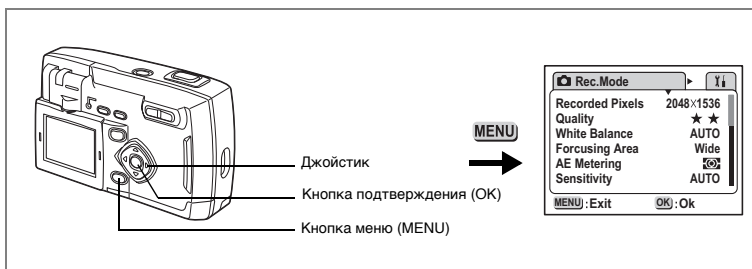 Джойстик
Кнопка подтверждения (OK)
Кнопка меню (MENU)
MENU
Rec.Mode
Recorded Pixels 2048×1536
Quality ★ ★
White Balance AUTO
Forcusing Area Wide
AE Metering
Sensitivity AUTO
MENU : Exit OK : Ok